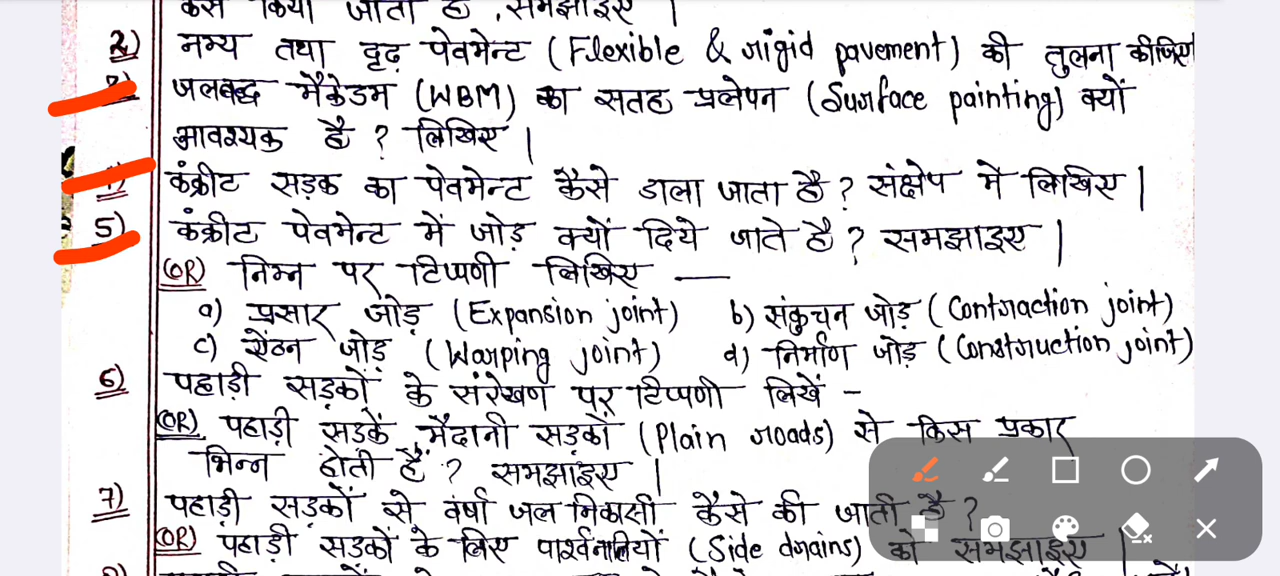 कैसे किया जाता है, समझाइए |
2) नम्य तथा दृढ़ पेवमेन्ट (Flexible & rigid pavement) की तुलना कीजिए
जलबद्ध मैकेडम (WBM) का सतह प्रलेपन (Surface painting) क्यों
आवश्यक है ? लिखिए |
कंक्रीट सड़क का पेवमेन्ट कैसे डाला जाता है ? संक्षेप में लिखिए |
5) कंक्रीट पेवमेन्ट में जोड़ क्यों दिये जाते है ? समझाइए |
(OR) निम्न पर टिप्पणी लिखिए —
a) प्रसार जोड़ (Expansion joint) b) संकुचन जोड़ (Contraction joint)
c) ऐंठन जोड़ (Warping joint) d) निर्माण जोड़ (Construction joint)
6) पहाड़ी सड़कों के संरेखण पर टिप्पणी लिखें –
(OR) पहाड़ी सड़कें, मैदानी सड़कों (Plain roads) से किस प्रकार
भिन्न होती हैं ? समझाइए |
7) पहाड़ी सड़कों से वर्षा जल निकासी कैसे की जाती है ?
(OR) पहाड़ी सड़कों के लिए पार्श्वनालियों (Side drains) को समझाइए |